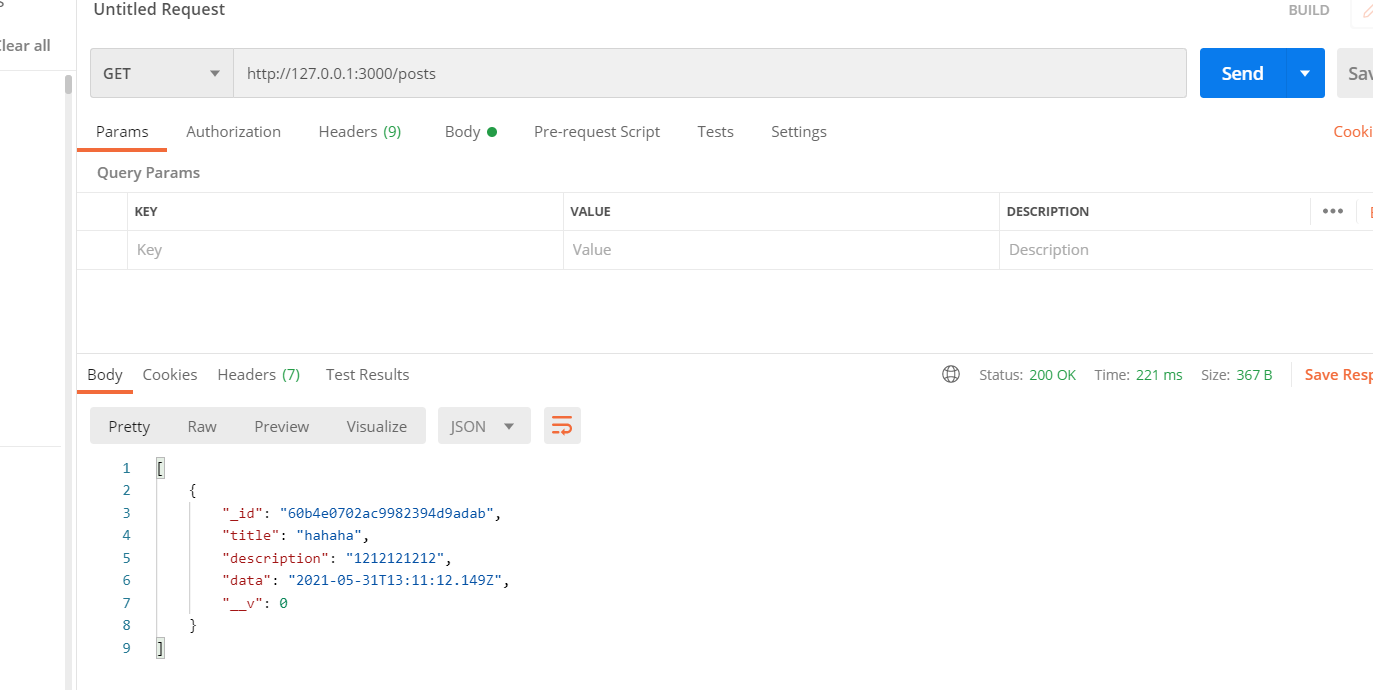 Untitled Request
BUILD
Clear all
GET
http://127.0.0.1:3000/posts
Send
Sav
Params Authorization Headers (9) Body Pre-request Script Tests Settings Cooki
Query Params
KEY VALUE DESCRIPTION
Key Value Description
Body Cookies Headers (7) Test Results Status: 200 OK Time: 221 ms Size: 367 B Save Resp
Pretty Raw Preview Visualize JSON
1 [
2 {
3 "_id": "60b4e0702ac9982394d9adab",
4 "title": "hahaha",
5 "description": "1212121212",
6 "data": "2021-05-31T13:11:12.149Z",
7 "__v": 0
8 }
9 ]